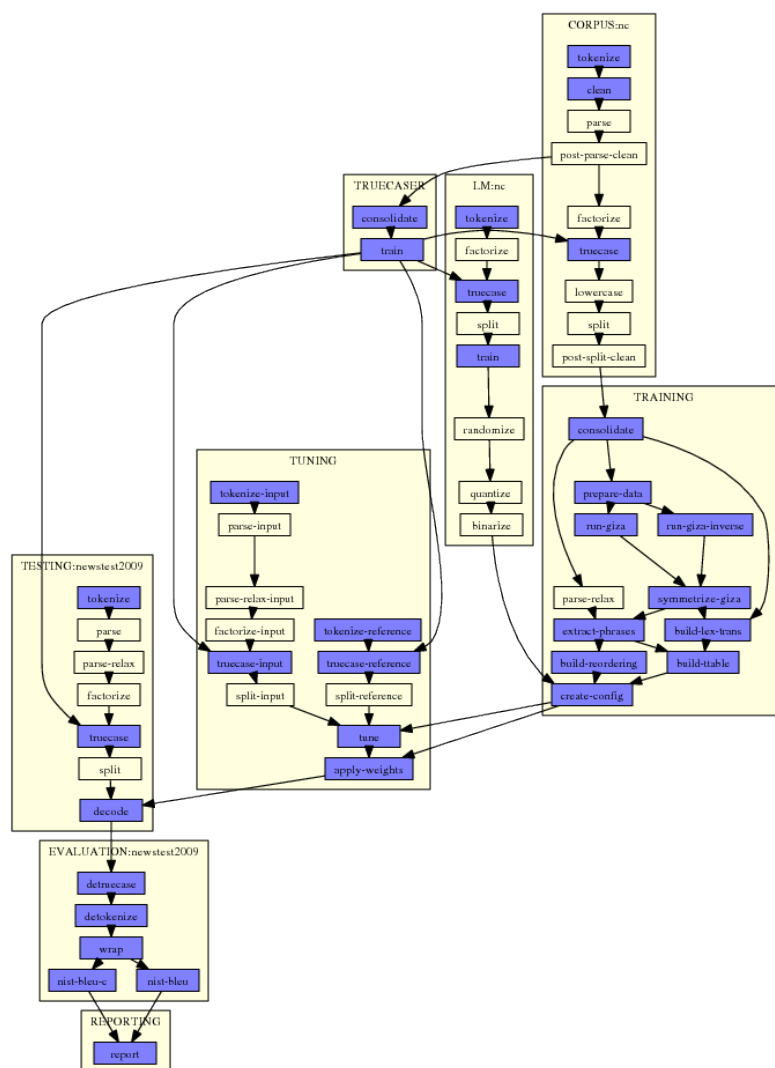 CORPUS:nc
tokenize
clean
parse
post-parse-clean
factorize
truecase
lowercase
split
post-split-clean
TRUECASER
consolidate
train
LM:nc
tokenize
factorize
truecase
split
train
randomize
quantize
binarize
TRAINING
consolidate
prepare-data
run-giza
run-giza-inverse
parse-relax
symmetrize-giza
extract-phrases
build-lex-trans
build-reordering
build-ttable
create-config
TUNING
tokenize-input
parse-input
parse-relax-input
factorize-input
tokenize-reference
truecase-input
truecase-reference
split-input
split-reference
tune
apply-weights
TESTING:newstest2009
tokenize
parse
parse-relax
factorize
truecase
split
decode
EVALUATION:newstest2009
detruecase
detokenize
wrap
nist-bleu-c
nist-bleu
REPORTING
report